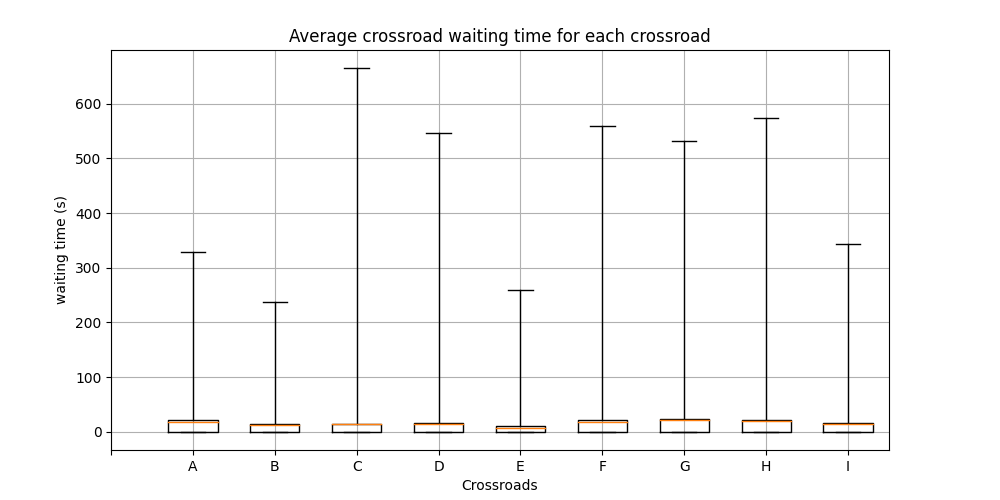 Average crossroad waiting time for each crossroad
600
500
400
300
200
100
0
waiting time (s)
A B C D E F G H I
Crossroads